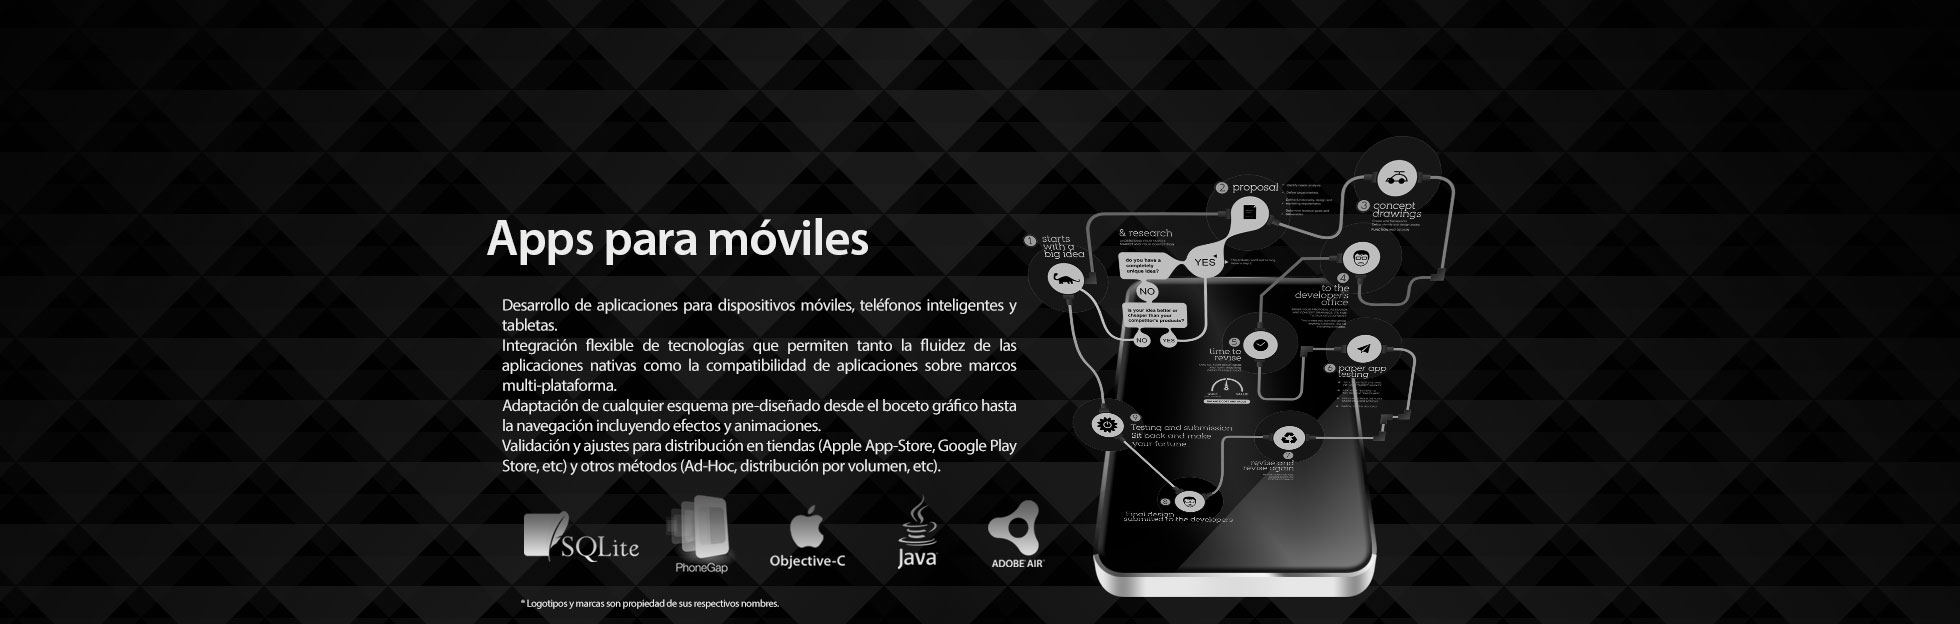 Apps para móviles
Desarrollo de aplicaciones para dispositivos móviles, teléfonos inteligentes y
tabletas.
Integración flexible de tecnologías que permiten tanto la fluidez de las
aplicaciones nativas como la compatibilidad de aplicaciones sobre marcos
multi-plataforma.
Adaptación de cualquier esquema pre-diseñado desde el boceto gráfico hasta
la navegación incluyendo efectos y animaciones.
Validación y ajustes para distribución en tiendas (Apple App-Store, Google Play
Store, etc) y otros métodos (Ad-Hoc, distribución por volumen, etc).
SQLite
PhoneGap
Objective-C
Java
ADOBE AIR
* Logotipos y marcas son propiedad de sus respectivos nombres.
1 starts
with a
big idea
2 proposal
& research
do you have a
completely
unique idea?
YES
NO
is your idea better or
cheaper than your
competitor's products?
NO
YES
3 concept
drawings
FUNCTION AND DESIGN
4
to the
developer's
office
5
time to
revise
6 paper app
testing
7
revise and
revise again
8
final design
submitted to the developers
9
Testing and submission
Sit back and make
your fortune